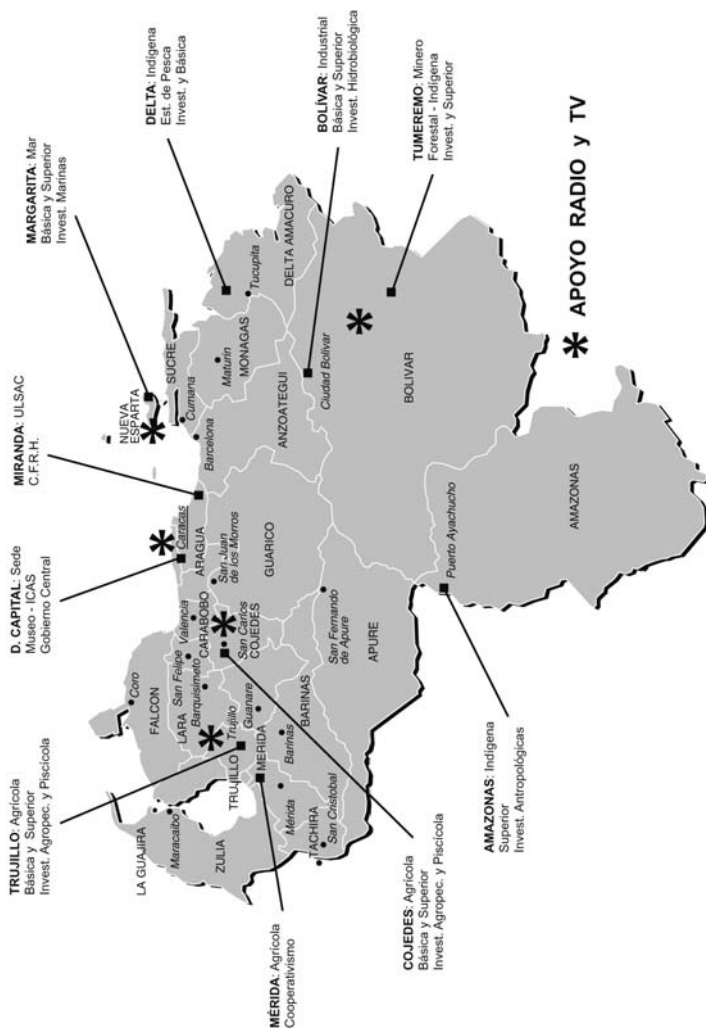 TRUJILLO: Agrícola
Básica y Superior
Invest. Agropec. y Piscícola
D. CAPITAL: Sede
Museo - ICAS
Gobierno Central
MIRANDA: ULSAC
C.F.R.H.
MARGARITA: Mar
Básica y Superior
Invest. Marinas
DELTA: Indígena
Est. de Pesca
Invest. y Básica
BOLÍVAR: Industrial
Básica y Superior
Invest. Hidrobiológica
TUMEREMO: Minero
Forestal - Indígena
Invest. y Superior
LA GUAJIRA
Maracaibo
ZULIA
Coro
FALCON
LARA
San Felipe
Barquisimeto
Valencia
CARABOBO
Caracas
ARAGUA
San Juan
de los Morros
San Carlos
COJEDES
TRUJILLO
Trujillo
MERIDA
Guanare
Mérida
Barinas
BARINAS
TACHIRA
San Cristobal
GUARICO
San Fernando
de Apure
APURE
NUEVA
ESPARTA
SUCRE
Cumana
Barcelona
Maturin
MONAGAS
Tucupita
DELTA AMACURO
ANZOATEGUI
Ciudad Bolivar
BOLIVAR
Puerto Ayachucho
AMAZONAS
MÉRIDA: Agrícola
Cooperativismo
COJEDES: Agrícola
Básica y Superior
Invest. Agropec. y Piscícola
AMAZONAS: Indígena
Superior
Invest. Antropológicas
* APOYO RADIO y TV